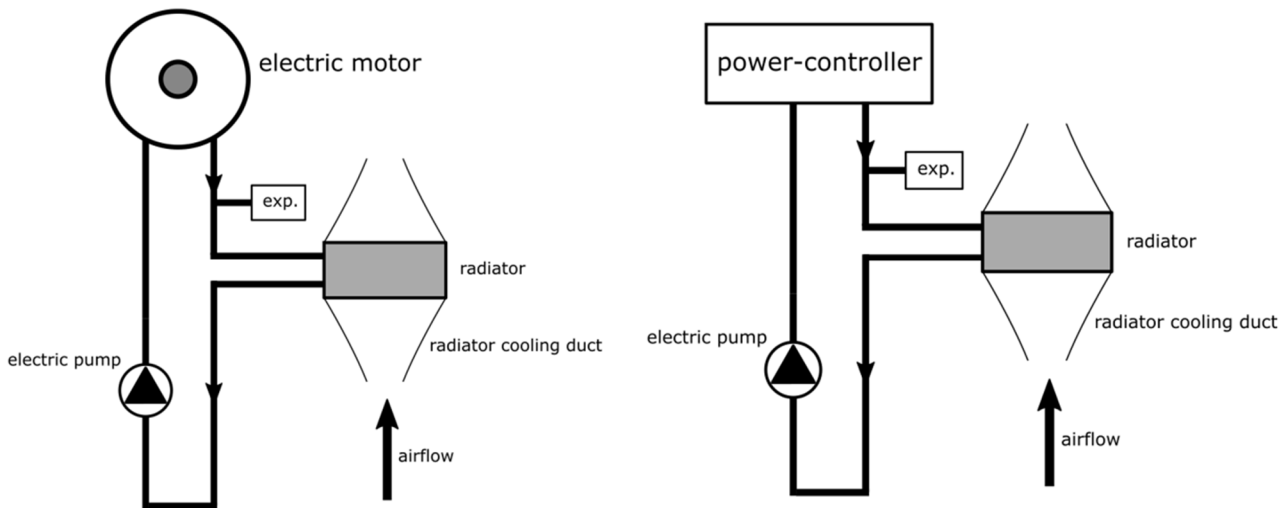 electric motor
exp.
radiator
radiator cooling duct
electric pump
airflow
power-controller
exp.
radiator
radiator cooling duct
electric pump
airflow